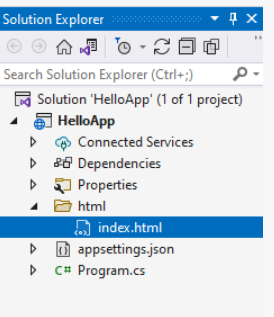 Solution Explorer
Search Solution Explorer (Ctrl+;)
Solution 'HelloApp' (1 of 1 project)
HelloApp
Connected Services
Dependencies
Properties
html
index.html
appsettings.json
C# Program.cs